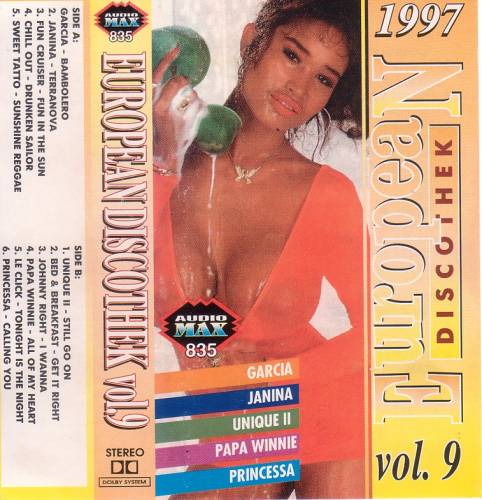 SIDE A:
GARCIA - BAMBOLERO
2. JANINA - TERRANOVA
3. FUN CRUISER - FUN IN THE SUN
4. CHILL OUT - DRUNKEN SAILOR
5. SWEET TATTO - SUNSHINE REGGAE
SIDE B:
1. UNIQUE II - STILL GO ON
2. BED & BREAKFAST - GET IT RIGHT
3. JOHNNY RIGHT - I WANNA
4. PAPA WINNIE - ALL OF MY HEART
5. LE CLICK - TONIGHT IS THE NIGHT
6. PRINCESSA - CALLING YOU
AUDIO
MAX
835
EUROPEAN DISCOTHEK vol.9
STEREO
DOLBY SYSTEM
AUDIO
MAX
835
GARCIA
JANINA
UNIQUE II
PAPA WINNIE
PRINCESSA
1997
EuropeaN
DISCOTHEK
vol. 9